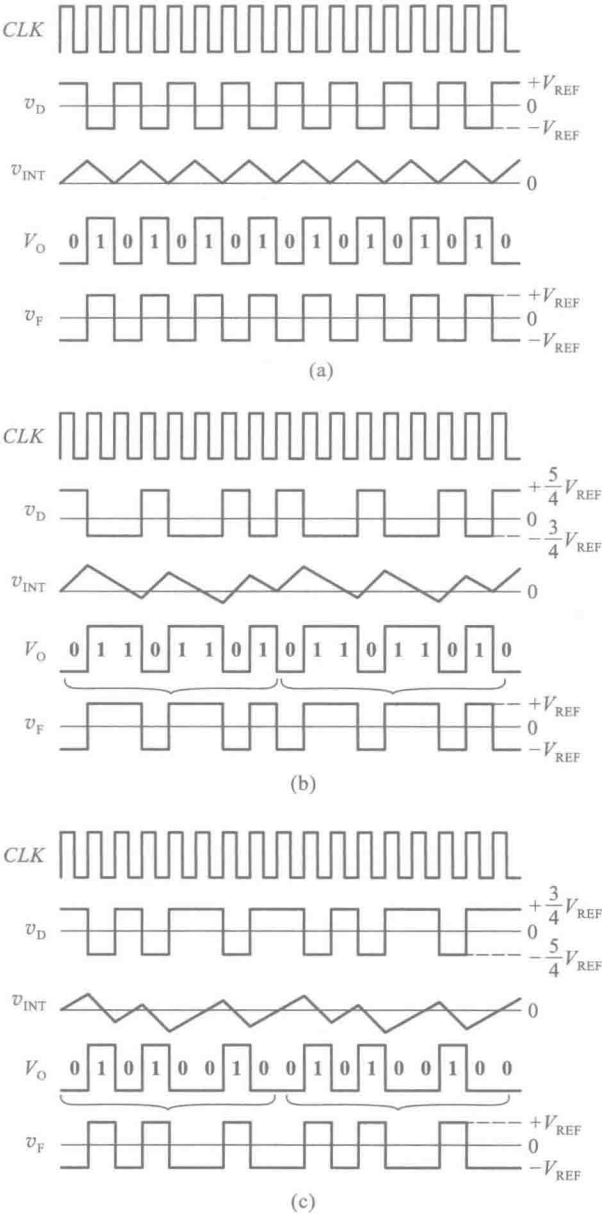 CLK
+V_REF
v_D
0
−V_REF
v_INT
0
V_O 0 1 0 1 0 1 0 1 0 1 0 1 0 1 0 1 0
+V_REF
v_F
0
−V_REF
(a)
CLK
+5/4 V_REF
v_D
0
−3/4 V_REF
v_INT
0
V_O 0 1 1 0 1 1 0 1 0 1 1 0 1 1 0 1 0
+V_REF
v_F
0
−V_REF
(b)
CLK
+3/4 V_REF
v_D
0
−5/4 V_REF
v_INT
0
V_O 0 1 0 1 0 0 1 0 0 1 0 1 0 0 1 0 0
+V_REF
v_F
0
−V_REF
(c)